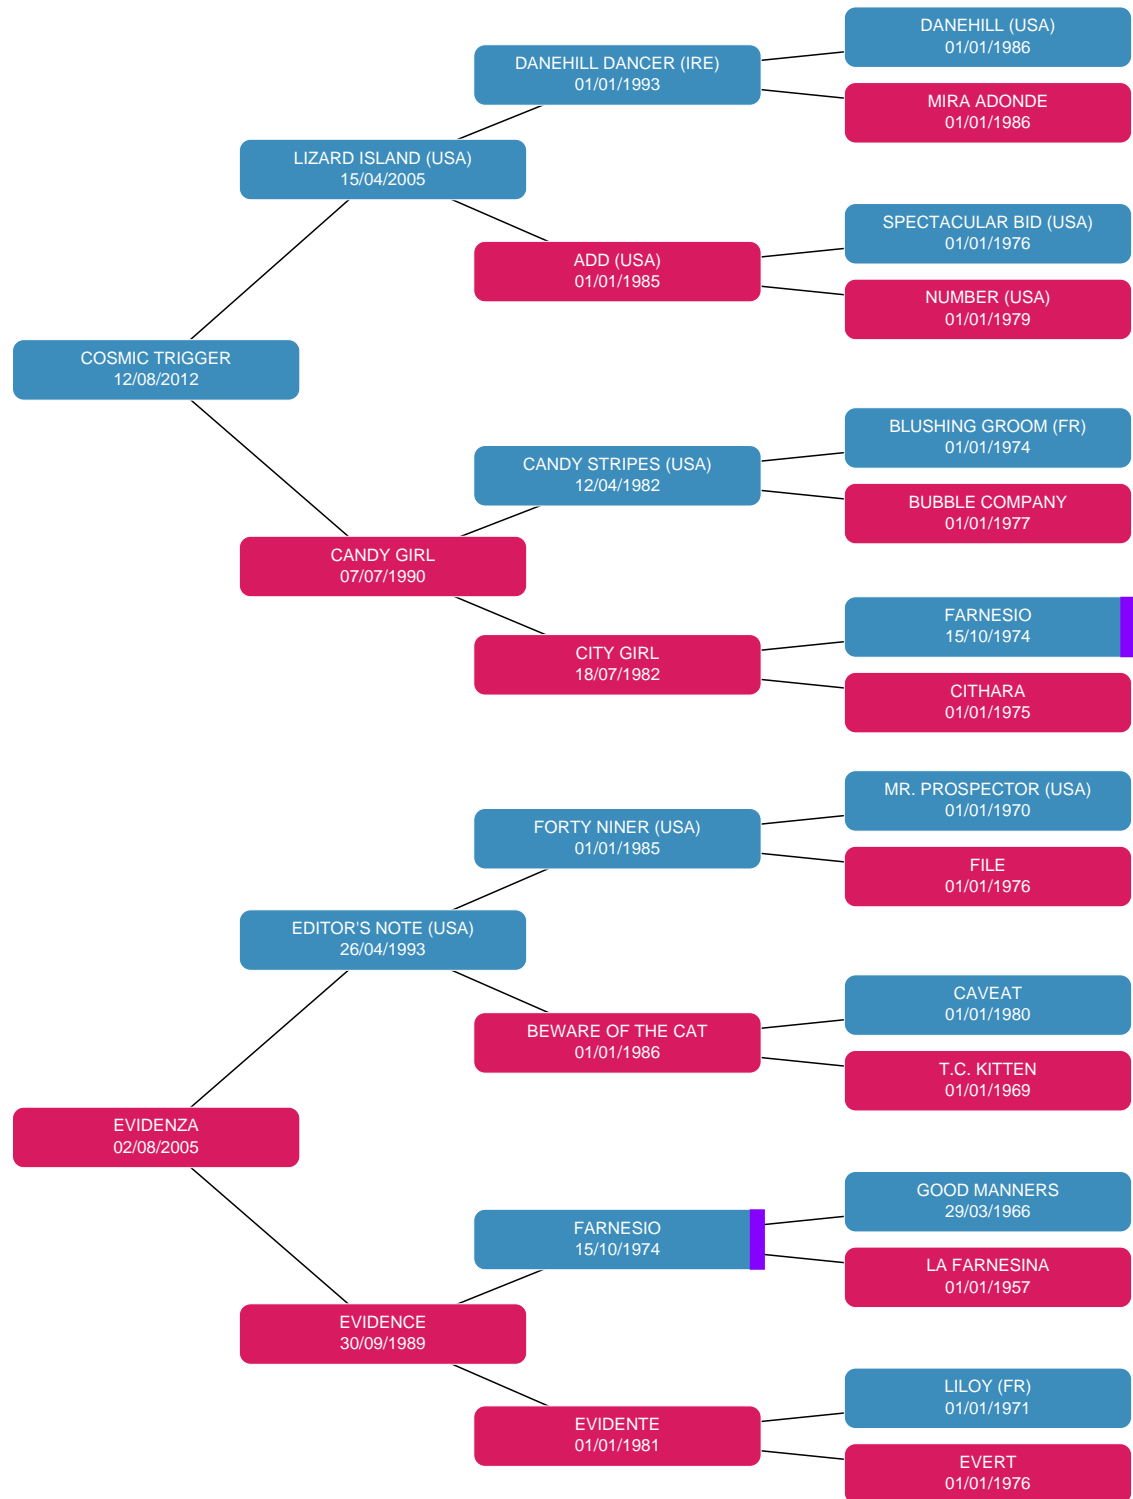 DANEHILL (USA)
01/01/1986
DANEHILL DANCER (IRE)
01/01/1993
MIRA ADONDE
01/01/1986
LIZARD ISLAND (USA)
15/04/2005
SPECTACULAR BID (USA)
01/01/1976
ADD (USA)
01/01/1985
NUMBER (USA)
01/01/1979
COSMIC TRIGGER
12/08/2012
BLUSHING GROOM (FR)
01/01/1974
CANDY STRIPES (USA)
12/04/1982
BUBBLE COMPANY
01/01/1977
CANDY GIRL
07/07/1990
FARNESIO
15/10/1974
CITY GIRL
18/07/1982
CITHARA
01/01/1975
MR. PROSPECTOR (USA)
01/01/1970
FORTY NINER (USA)
01/01/1985
FILE
01/01/1976
EDITOR'S NOTE (USA)
26/04/1993
CAVEAT
01/01/1980
BEWARE OF THE CAT
01/01/1986
T.C. KITTEN
01/01/1969
EVIDENZA
02/08/2005
GOOD MANNERS
29/03/1966
FARNESIO
15/10/1974
LA FARNESINA
01/01/1957
EVIDENCE
30/09/1989
LILOY (FR)
01/01/1971
EVIDENTE
01/01/1981
EVERT
01/01/1976